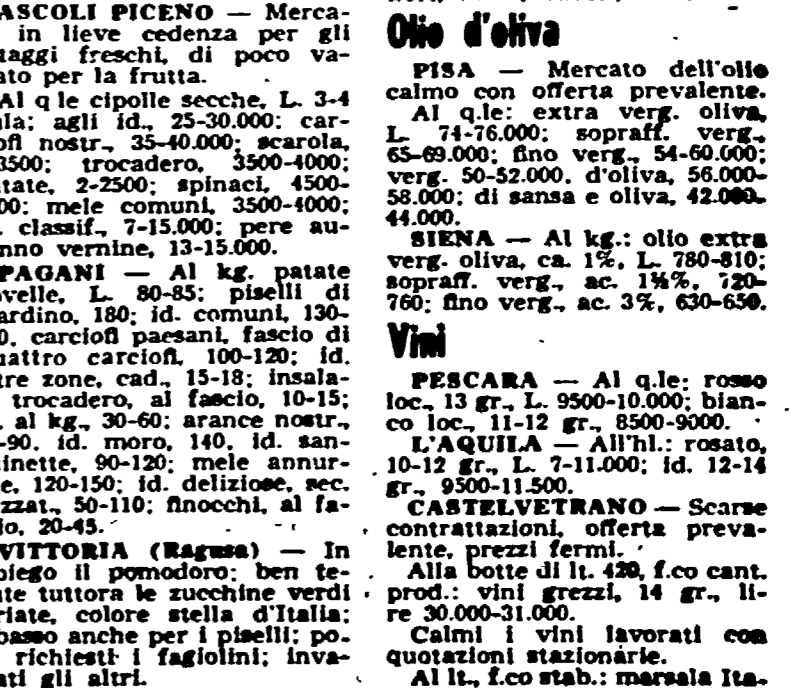 ASCOLI PICENO — Merca-
in lieve cedenza per gli
taggi freschi, di poco va-
ato per la frutta.
Al q le cipolle secche, L. 3-4
la; agli id., 25-30.000; car-
ofi nostr., 35-40.000; scarola,
3500; trocadero, 3500-4000;
tate, 2-2500; spinaci, 4500-
00; mele comuni, 3500-4000;
. classif., 7-15.000; pere au-
nno vernine, 13-15.000.
PAGANI — Al kg. patate
ovelle, L. 80-85; piselli di
ardino, 180; id. comuni, 130-
0, carciofi paesani, fascio di
uattro carciofi, 100-120; id.
tre zone, cad., 15-18; insala-
trocadero, al fascio, 10-15;
. al kg., 30-60; arance nostr.,
-90, id. moro, 140, id. san-
inette, 90-120; mele annur-
e, 120-150; id. deliziose, sec.
zzat., 50-110; finocchi, al fa-
io, 20-45.
VITTORIA (Ragusa) — In
piego il pomodoro; ben te-
te tuttora le zucchine verdi
riate, colore stella d'Italia;
basso anche per i piselli; po-
richiesti i fagiolini; inva-
ati gli altri.
Olio d'oliva
PISA — Mercato dell'olio
calmo con offerta prevalente.
Al q.le: extra verg. oliva,
L. 74-76.000; sopraff. verg.,
65-69.000; fino verg., 54-60.000;
verg. 50-52.000, d'oliva, 56.000-
58.000; di sansa e oliva, 42.000-
44.000.
SIENA — Al kg.: olio extra
verg. oliva, ca. 1%, L. 780-810;
sopraff. verg., ac. 1½%, 720-
760; fino verg., ac. 3%, 630-650.
Vini
PESCARA — Al q.le: rosso
loc., 13 gr., L. 9500-10.000; bian-
co loc., 11-12 gr., 8500-9000.
L'AQUILA — All'hl.: rosato,
10-12 gr., L. 7-11.000; id. 12-14
gr., 9500-11.500.
CASTELVETRANO — Scarse
contrattazioni, offerta preva-
lente, prezzi fermi.
Alla botte di lt. 420, f.co cant.
prod.: vini grezzi, 14 gr., li-
re 30.000-31.000.
Calmi i vini lavorati con
quotazioni stazionarie.
Al lt., f.co stab.: marsala Ita-